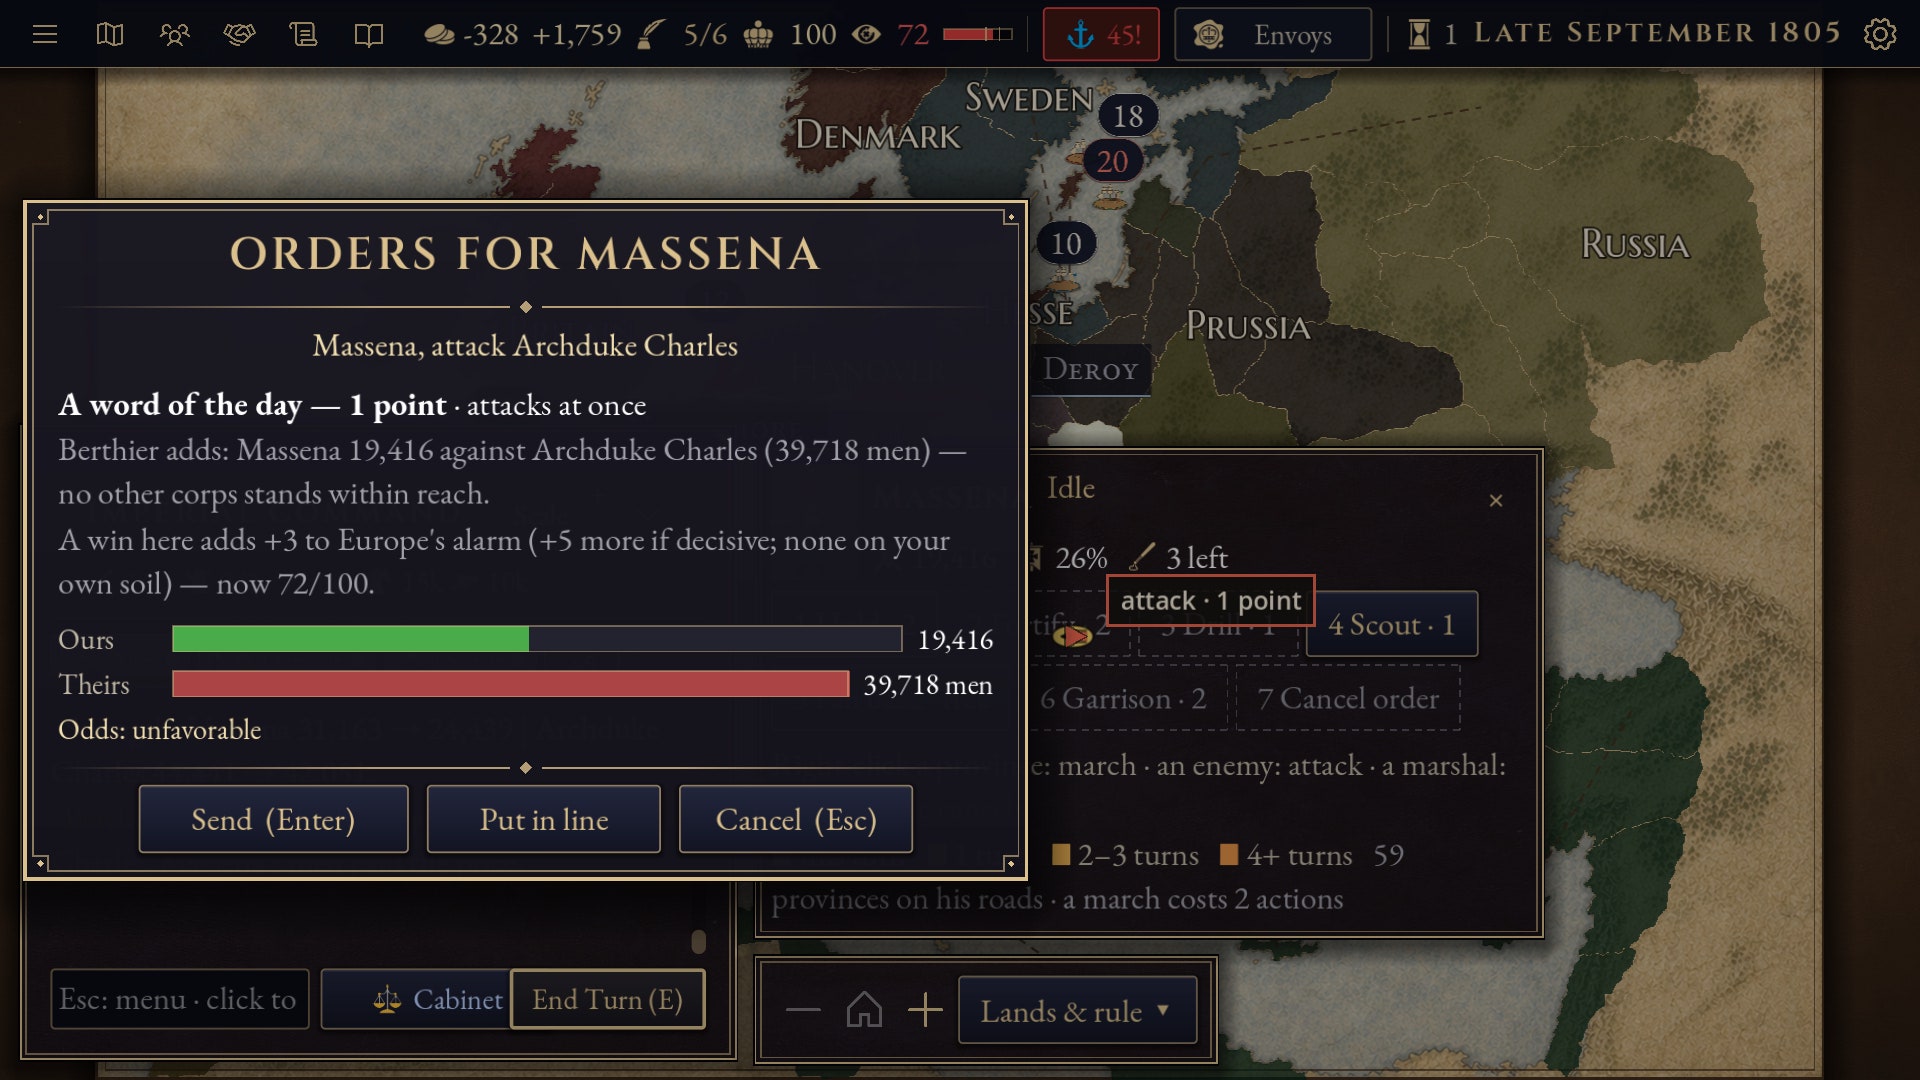 -328 +1,759 5/6 100 72 45! Envoys 1 LATE SEPTEMBER 1805
SWEDEN
DENMARK
18
20
10
RUSSIA
PRUSSIA
DEROY
ORDERS FOR MASSENA
Massena, attack Archduke Charles
A word of the day — 1 point · attacks at once
Berthier adds: Massena 19,416 against Archduke Charles (39,718 men) —
no other corps stands within reach.
A win here adds +3 to Europe's alarm (+5 more if decisive; none on your
own soil) — now 72/100.
Ours 19,416
Theirs 39,718 men
Odds: unfavorable
Send (Enter) Put in line Cancel (Esc)
Idle ×
26% 3 left
attack · 1 point
2 3 Drill · 1 4 Scout · 1
6 Garrison · 2 7 Cancel order
march · an enemy: attack · a marshal:
2–3 turns 4+ turns 59
provinces on his roads · a march costs 2 actions
Esc: menu · click to Cabinet End Turn (E)
Lands & rule